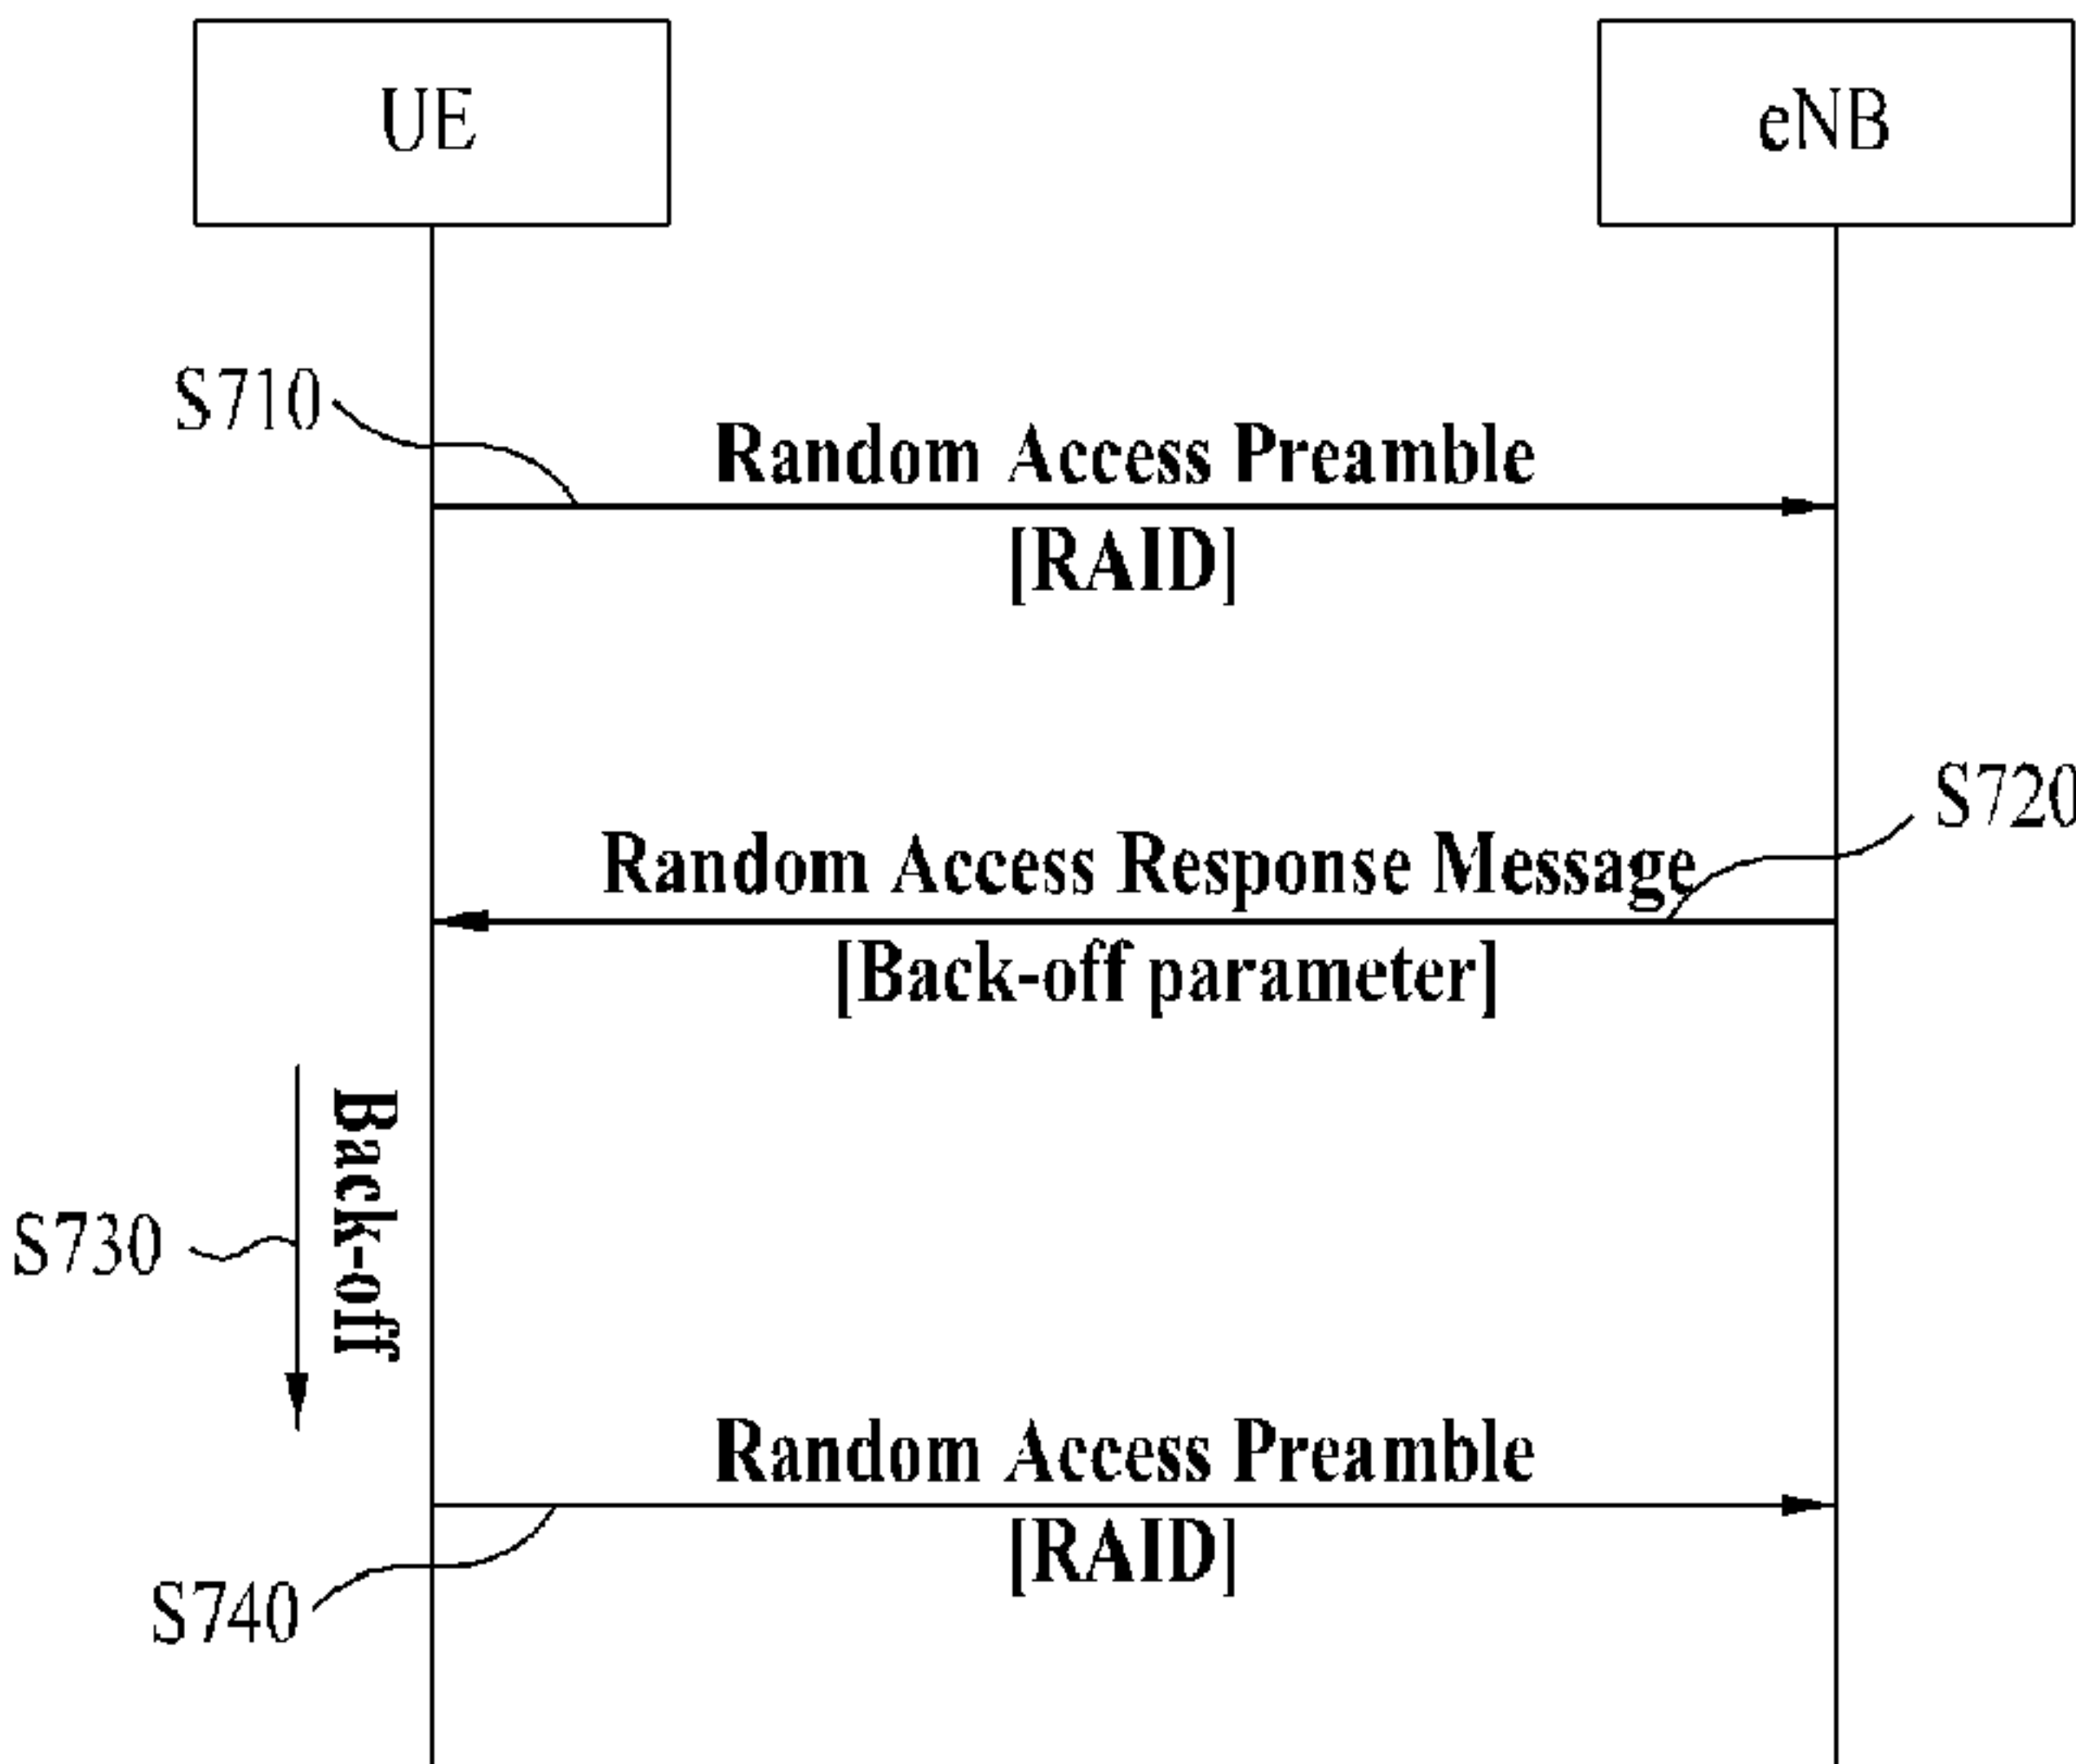 UE
eNB
S710
Random Access Preamble
[RAID]
S720
Random Access Response Message
[Back-off parameter]
Back-off
S730
Random Access Preamble
[RAID]
S740